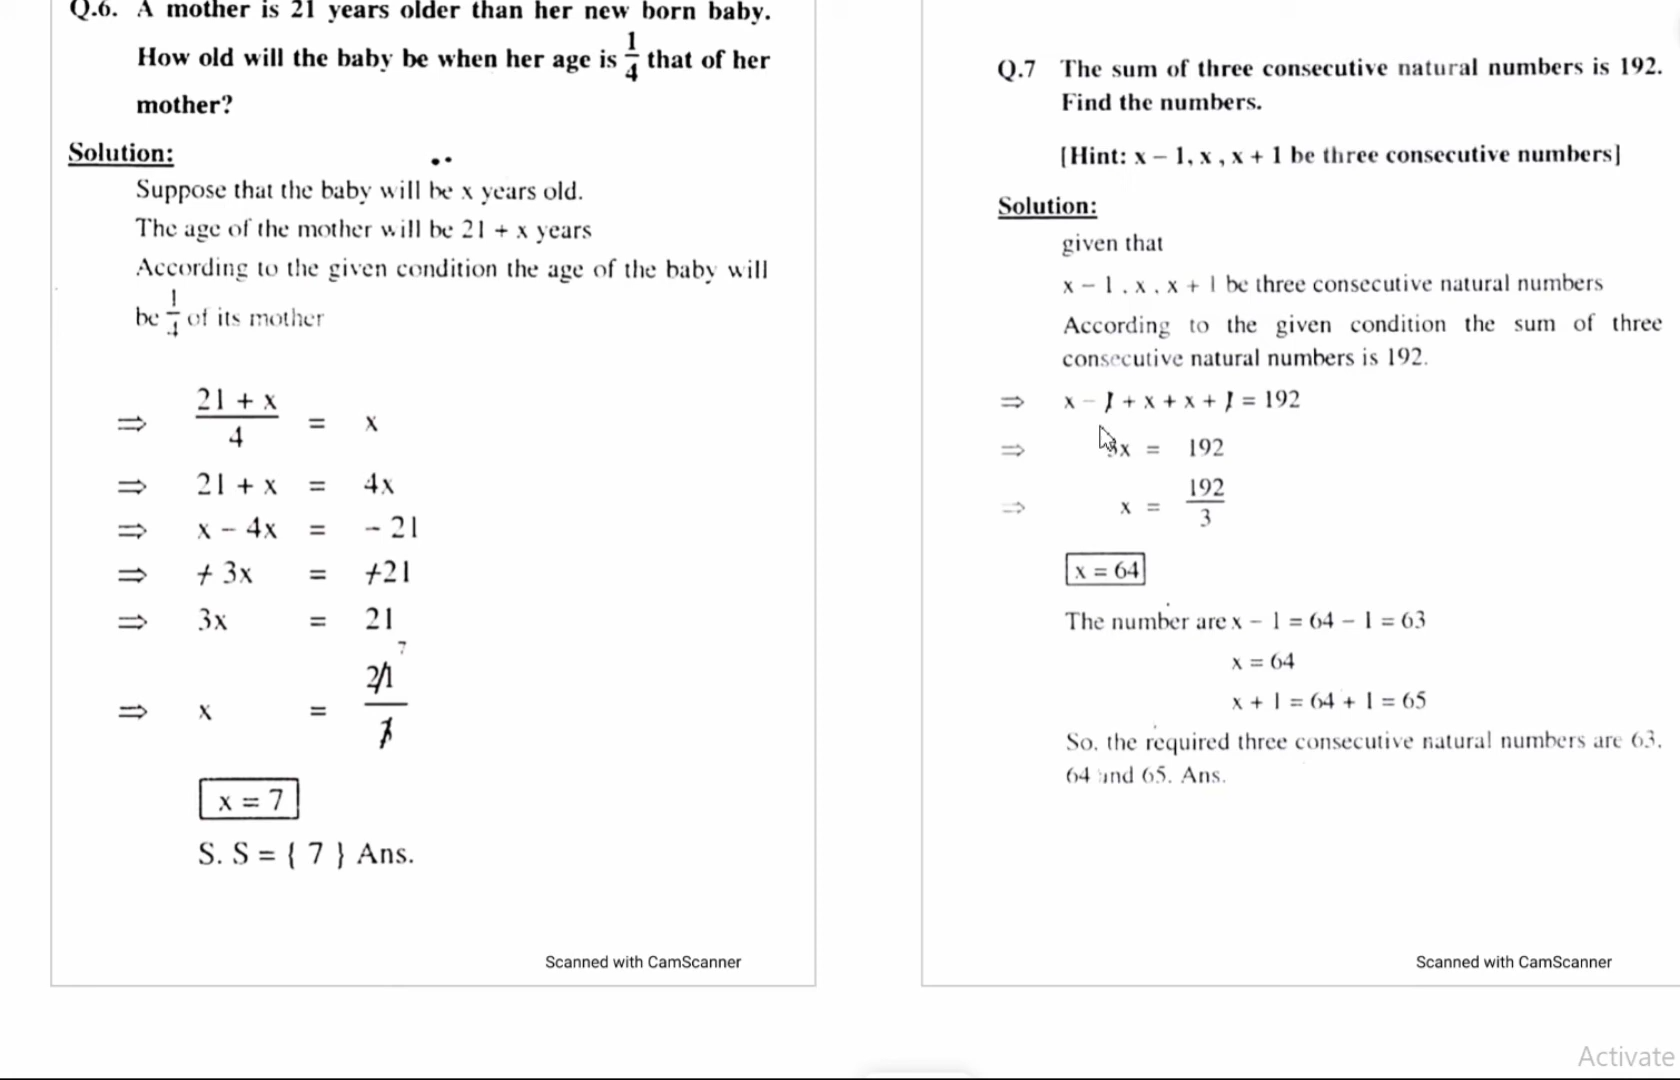 Q.6. A mother is 21 years older than her new born baby.
How old will the baby be when her age is 1/4 that of her
mother?
Solution:
Suppose that the baby will be x years old.
The age of the mother will be 21 + x years
According to the given condition the age of the baby will
be 1/4 of its mother
⇒ (21 + x)/4 = x
⇒ 21 + x = 4x
⇒ x – 4x = – 21
⇒ + 3x = +21
⇒ 3x = 21
⇒ x = 21/3 7
x = 7
S. S = { 7 } Ans.
Scanned with CamScanner
Q.7 The sum of three consecutive natural numbers is 192.
Find the numbers.
[Hint: x – 1, x , x + 1 be three consecutive numbers]
Solution:
given that
x – 1 , x , x + 1 be three consecutive natural numbers
According to the given condition the sum of three
consecutive natural numbers is 192.
⇒ x – 1 + x + x + 1 = 192
⇒ 3x = 192
⇒ x = 192/3
x = 64
The number are x – 1 = 64 – 1 = 63
x = 64
x + 1 = 64 + 1 = 65
So, the required three consecutive natural numbers are 63,
64 and 65. Ans.
Scanned with CamScanner
Activate